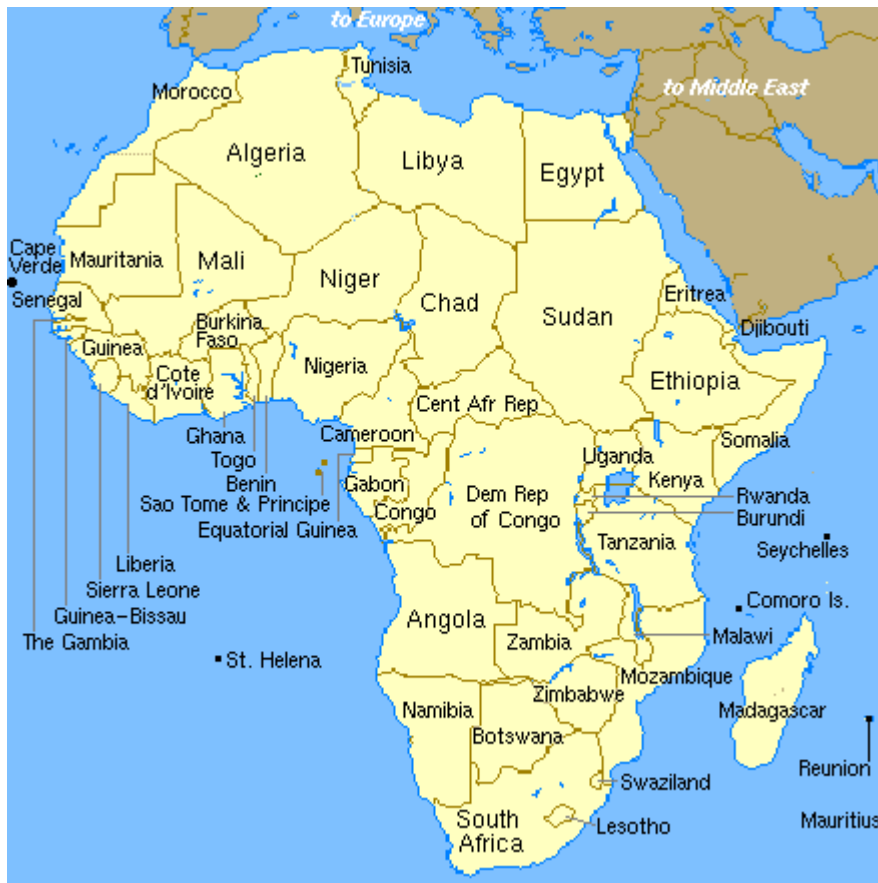 to Europe
Tunisia
to Middle East
Morocco
Algeria
Libya
Egypt
Cape
Verde
Mauritania
Mali
Niger
Chad
Sudan
Eritrea
Senegal
Djibouti
Burkina
Faso
Guinea
Nigeria
Cote
d'Ivoire
Ethiopia
Cent Afr Rep
Ghana
Cameroon
Somalia
Togo
Uganda
Benin
Gabon
Kenya
Sao Tome & Principe
Dem Rep
of Congo
Rwanda
Congo
Burundi
Equatorial Guinea
Tanzania
Seychelles
Liberia
Sierra Leone
Comoro Is.
Guinea-Bissau
Angola
The Gambia
Zambia
Malawi
St. Helena
Mozambique
Zimbabwe
Namibia
Madagascar
Botswana
Reunion
Swaziland
South
Africa
Lesotho
Mauritius